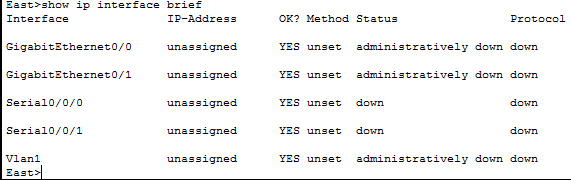 East>show ip interface brief
Interface IP-Address OK? Method Status Protocol
GigabitEthernet0/0 unassigned YES unset administratively down down
GigabitEthernet0/1 unassigned YES unset administratively down down
Serial0/0/0 unassigned YES unset down down
Serial0/0/1 unassigned YES unset down down
Vlan1 unassigned YES unset administratively down down
East>